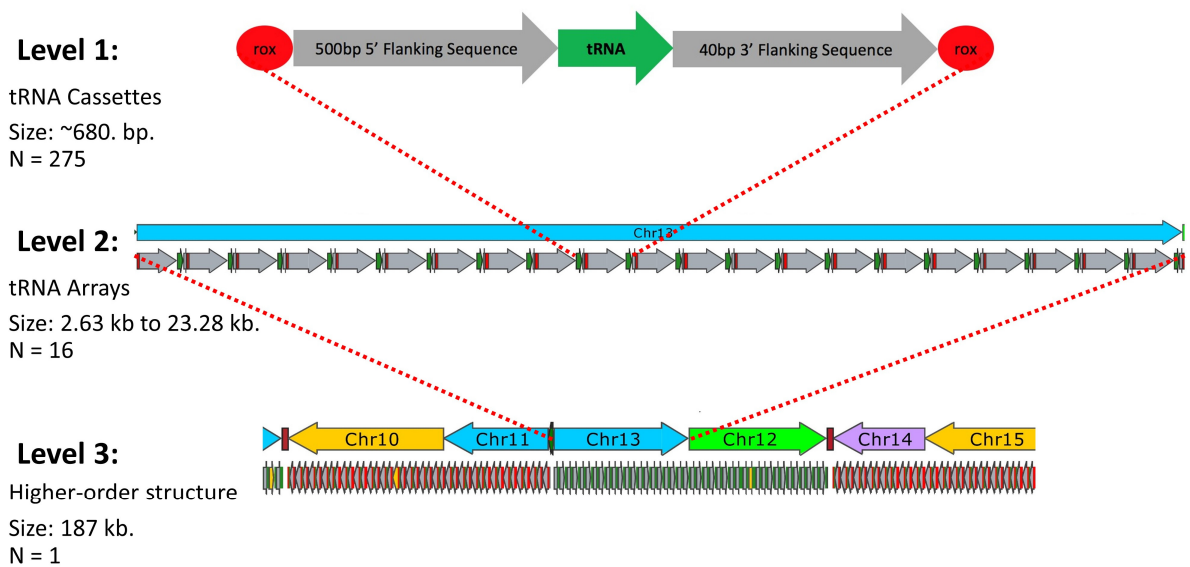 Level 1:
rox
500bp 5’ Flanking Sequence
tRNA
40bp 3’ Flanking Sequence
rox
tRNA Cassettes
Size: ~680. bp.
N = 275
Level 2:
Chr13
tRNA Arrays
Size: 2.63 kb to 23.28 kb.
N = 16
Level 3:
Chr10
Chr11
Chr13
Chr12
Chr14
Chr15
Higher-order structure
Size: 187 kb.
N = 1